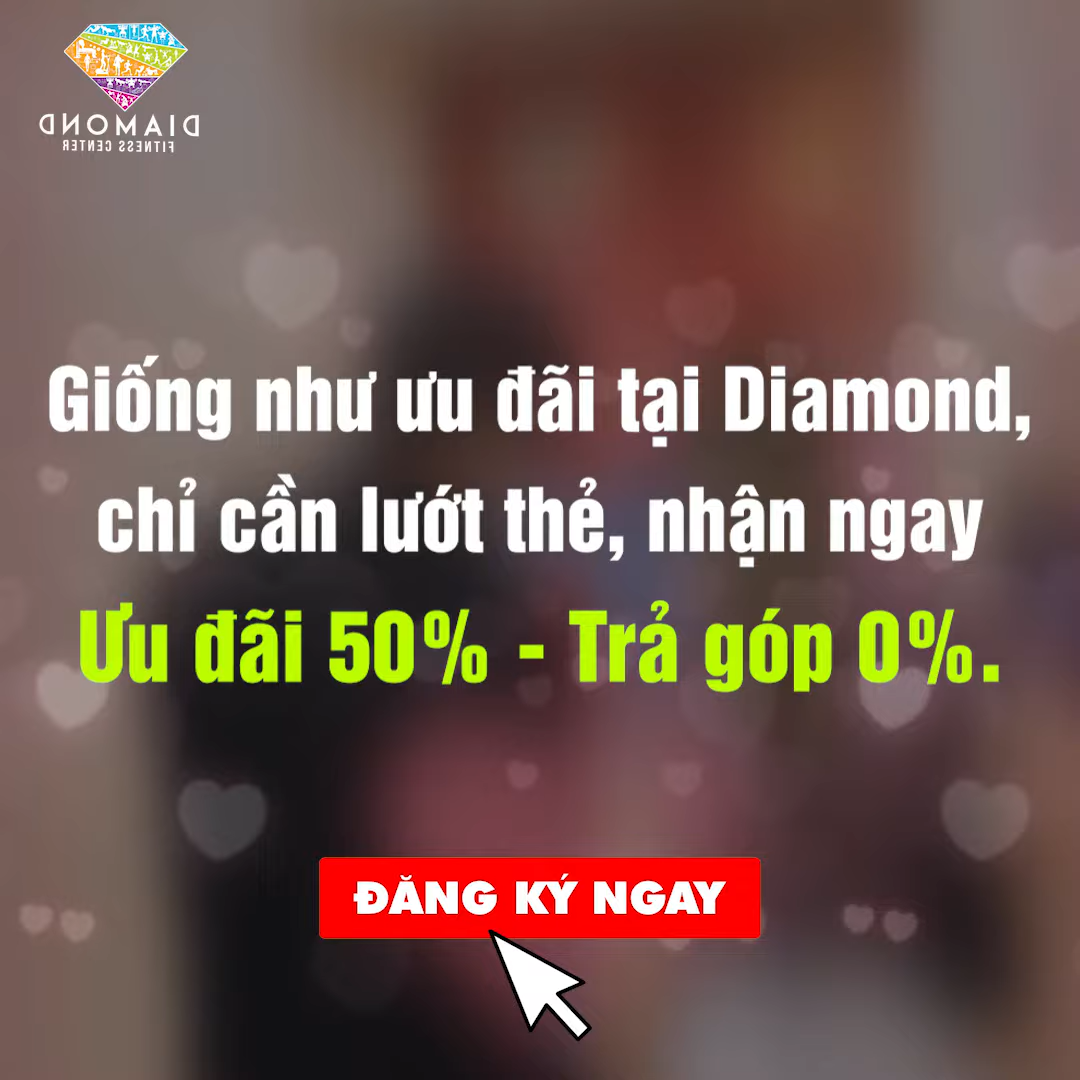 DIAMOND
FITNESS CENTER
Giống như ưu đãi tại Diamond,
chỉ cần lướt thẻ, nhận ngay
Ưu đãi 50% - Trả góp 0%.
ĐĂNG KÝ NGAY